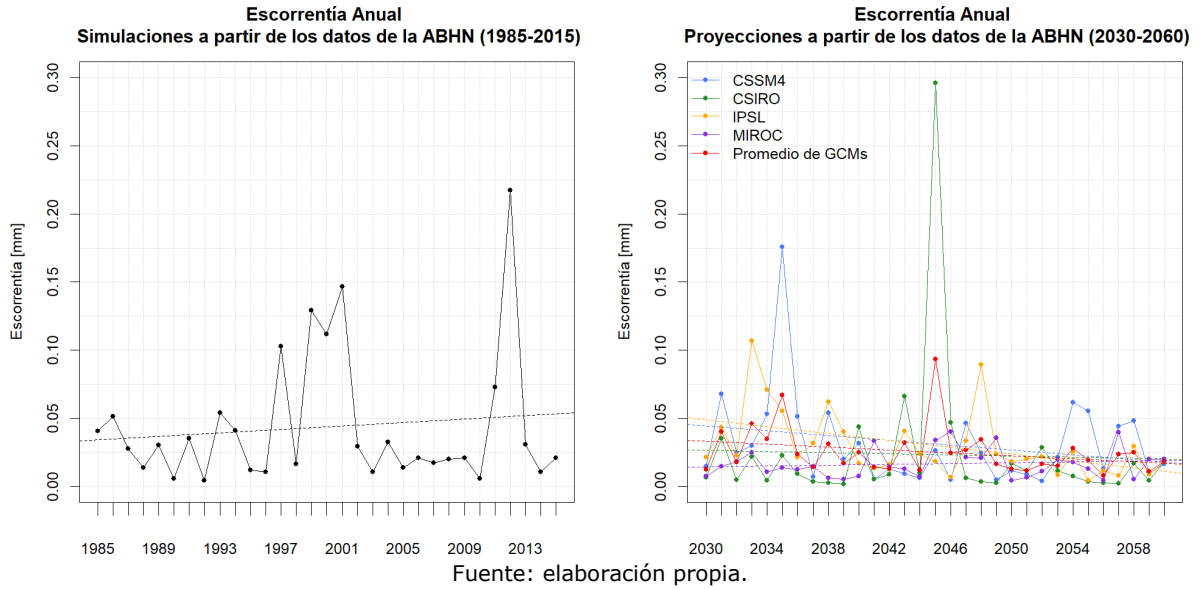 Escorrentía Anual
Simulaciones a partir de los datos de la ABHN (1985-2015)
Escorrentía [mm]
0.30
0.25
0.20
0.15
0.10
0.05
0.00
1985 1989 1993 1997 2001 2005 2009 2013
Escorrentía Anual
Proyecciones a partir de los datos de la ABHN (2030-2060)
Escorrentía [mm]
0.30
0.25
0.20
0.15
0.10
0.05
0.00
CSSM4
CSIRO
IPSL
MIROC
Promedio de GCMs
2030 2034 2038 2042 2046 2050 2054 2058
Fuente: elaboración propia.